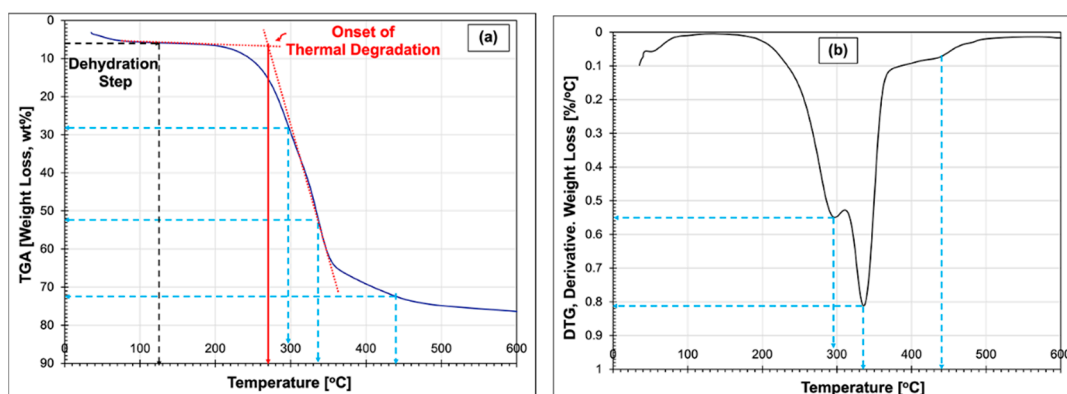 (a)
Onset of
Thermal Degradation
Dehydration
Step
TGA [Weight Loss, wt%]
0
10
20
30
40
50
60
70
80
90
0 100 200 300 400 500 600
Temperature [ºC]
(b)
DTG, Derivative. Weight Loss [%/ºC]
0
0.1
0.2
0.3
0.4
0.5
0.6
0.7
0.8
0.9
1
0 100 200 300 400 500 600
Temperature [ºC]